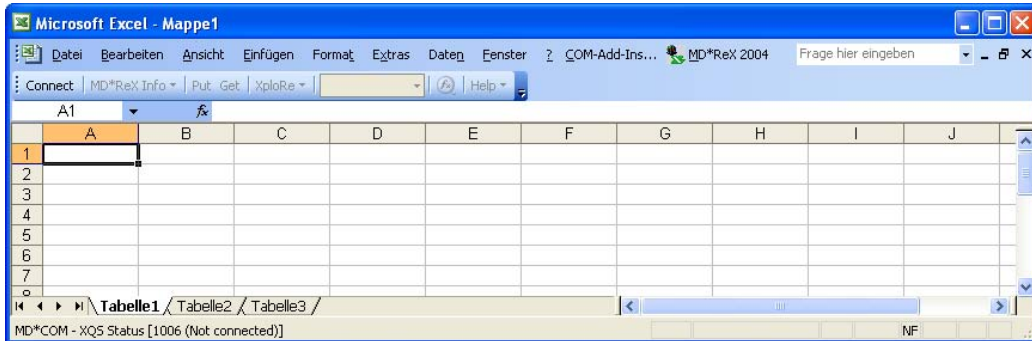 Microsoft Excel - Mappe1
Datei Bearbeiten Ansicht Einfügen Format Extras Daten Fenster ? COM-Add-Ins... MD*ReX 2004 Frage hier eingeben
Connect MD*ReX Info Put Get XploRe Help
A1 fx
A B C D E F G H I J
1
2
3
4
5
6
7
8
Tabelle1 Tabelle2 Tabelle3
MD*COM - XQS Status [1006 (Not connected)] NF